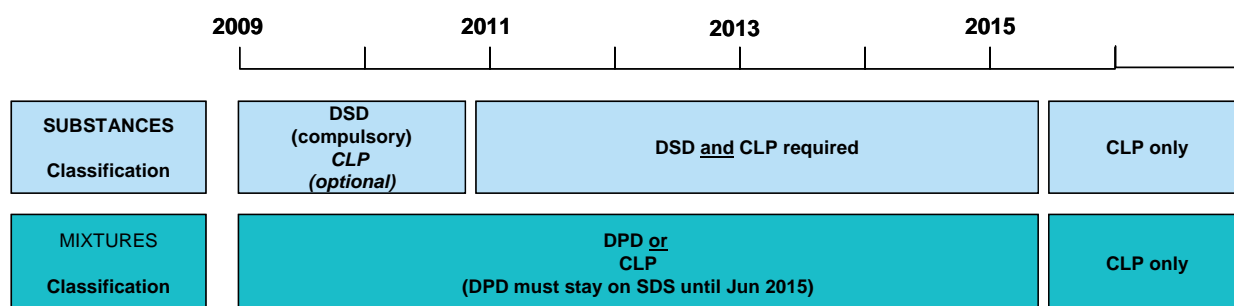 2009 2011 2013 2015
SUBSTANCES
Classification
DSD
(compulsory)
CLP
(optional)
DSD and CLP required
CLP only
MIXTURES
Classification
DPD or
CLP
(DPD must stay on SDS until Jun 2015)
CLP only